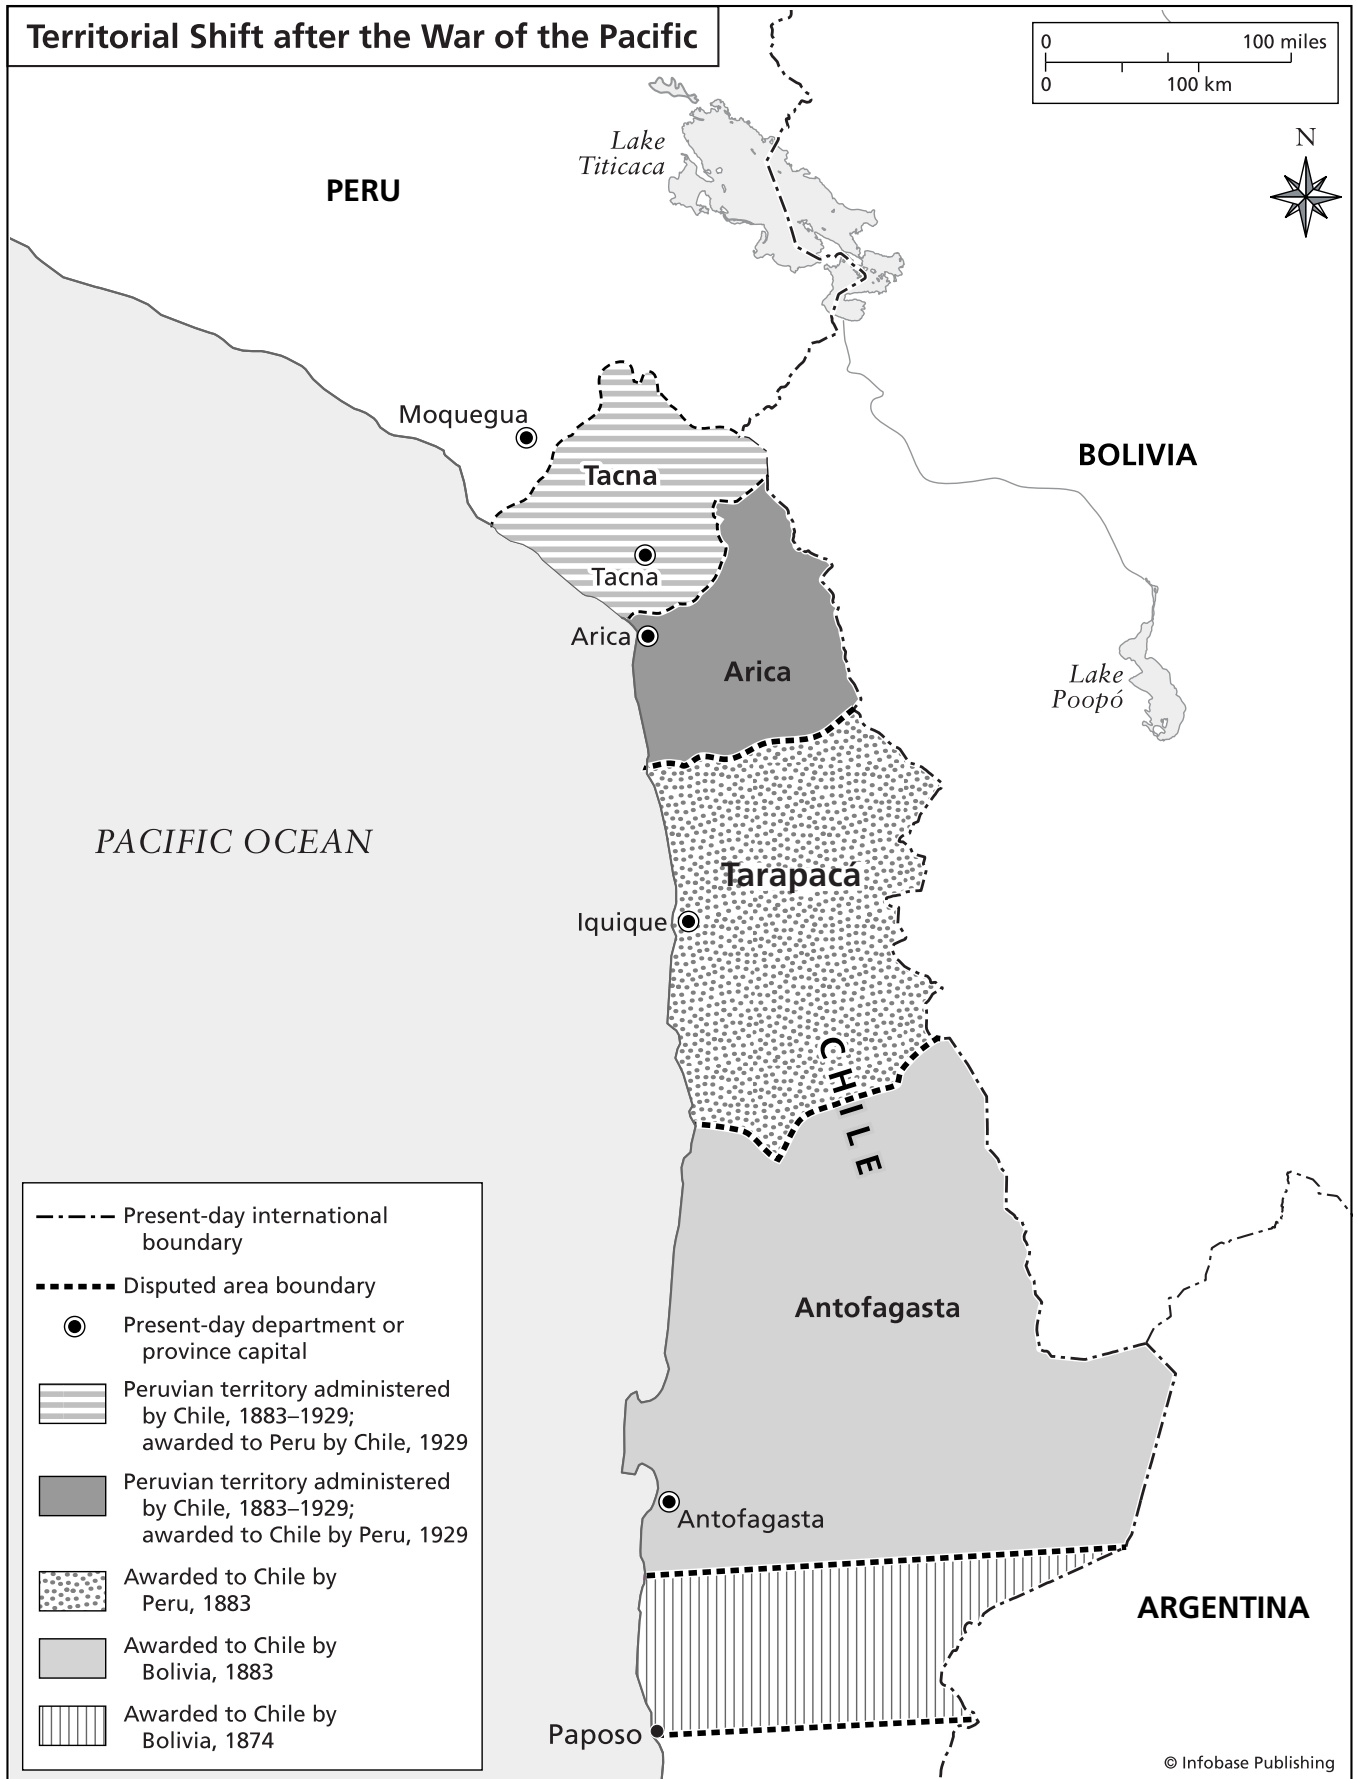 Territorial Shift after the War of the Pacific
0 100 miles
0 100 km
N
Lake
Titicaca
PERU
Moquegua
BOLIVIA
Tacna
Tacna
Arica
Arica
Lake
Poopó
PACIFIC OCEAN
Tarapacá
Iquique
CHILE
Antofagasta
Antofagasta
ARGENTINA
Paposo
Present-day international
boundary
Disputed area boundary
Present-day department or
province capital
Peruvian territory administered
by Chile, 1883–1929;
awarded to Peru by Chile, 1929
Peruvian territory administered
by Chile, 1883–1929;
awarded to Chile by Peru, 1929
Awarded to Chile by
Peru, 1883
Awarded to Chile by
Bolivia, 1883
Awarded to Chile by
Bolivia, 1874
© Infobase Publishing